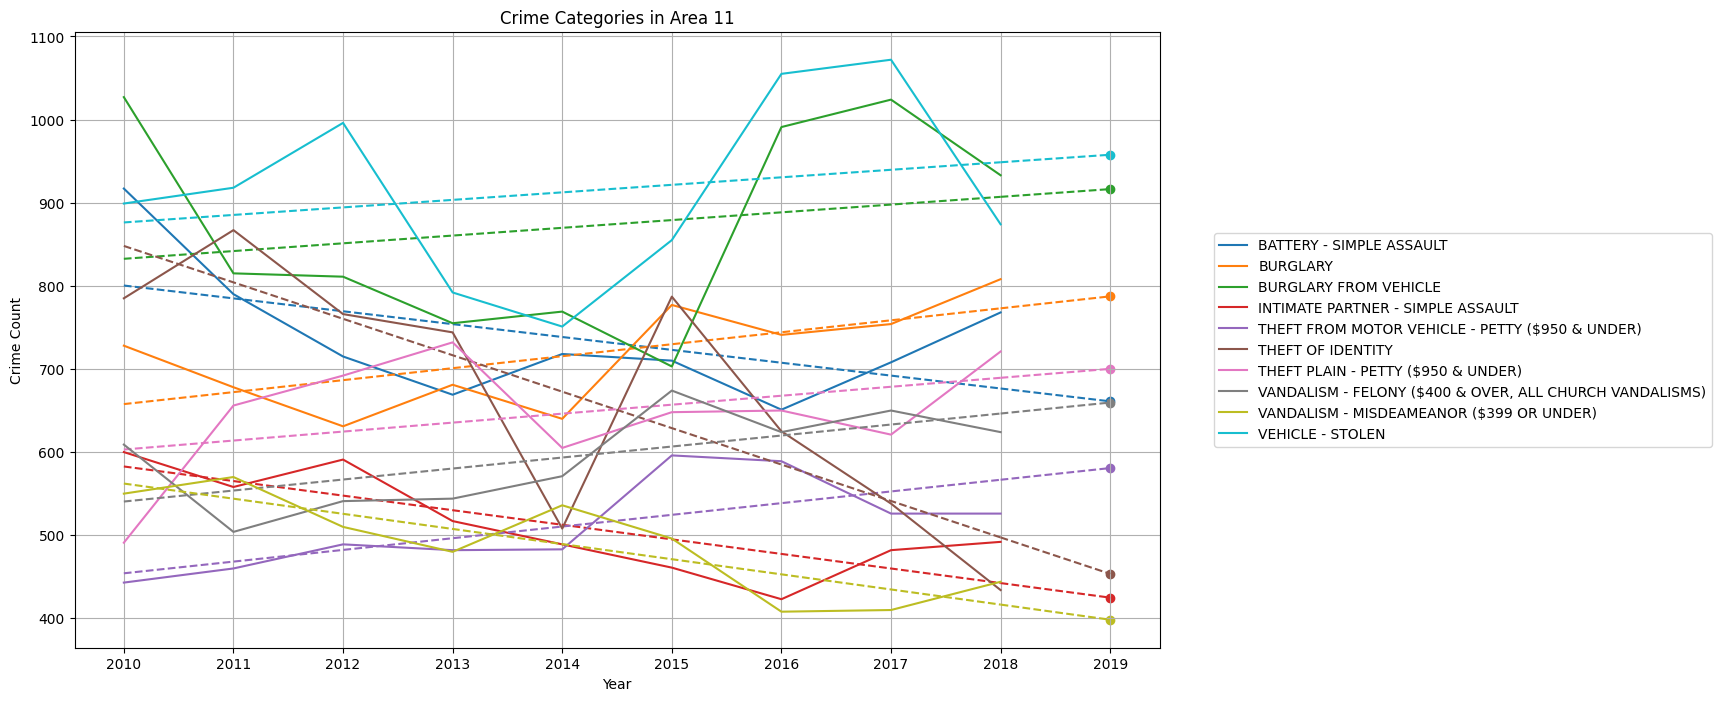 Crime Categories in Area 11
1100
1000
900
800
700
600
500
400
Crime Count
2010 2011 2012 2013 2014 2015 2016 2017 2018 2019
Year
BATTERY - SIMPLE ASSAULT
BURGLARY
BURGLARY FROM VEHICLE
INTIMATE PARTNER - SIMPLE ASSAULT
THEFT FROM MOTOR VEHICLE - PETTY ($950 & UNDER)
THEFT OF IDENTITY
THEFT PLAIN - PETTY ($950 & UNDER)
VANDALISM - FELONY ($400 & OVER, ALL CHURCH VANDALISMS)
VANDALISM - MISDEAMEANOR ($399 OR UNDER)
VEHICLE - STOLEN